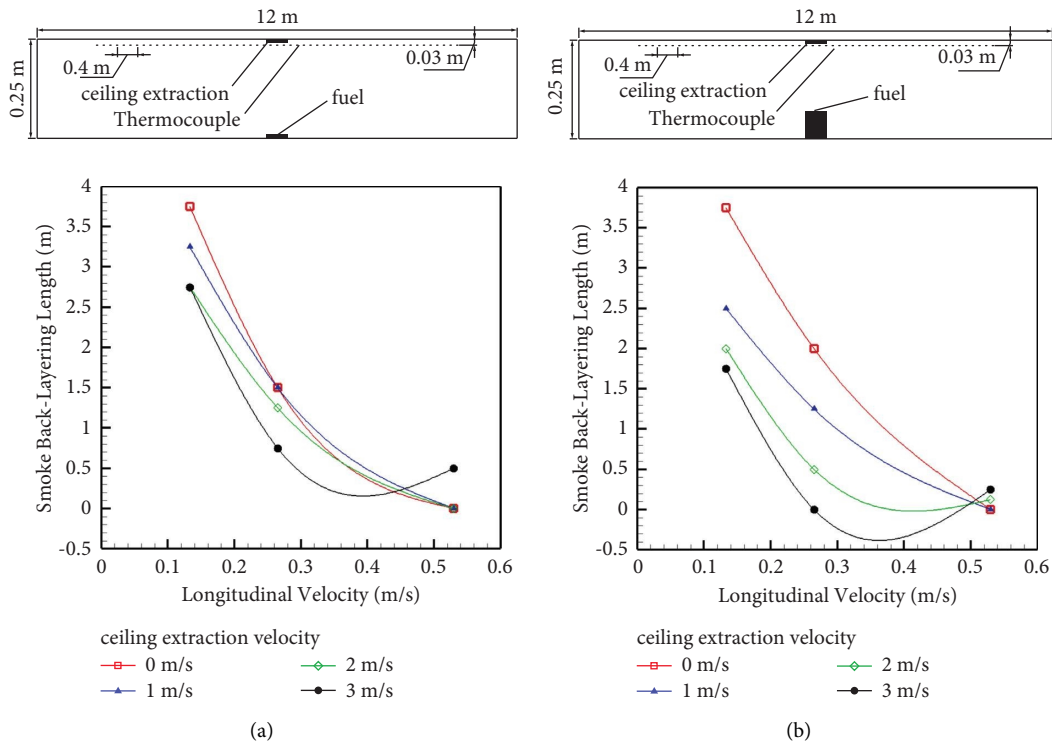 12 m
0.25 m
0.4 m
0.03 m
ceiling extraction
Thermocouple
fuel
4
3.5
3
2.5
2
1.5
1
0.5
0
-0.5
Smoke Back-Layering Length (m)
0 0.1 0.2 0.3 0.4 0.5 0.6
Longitudinal Velocity (m/s)
ceiling extraction velocity
0 m/s 2 m/s
1 m/s 3 m/s
(a)
12 m
0.25 m
0.4 m
0.03 m
ceiling extraction
fuel
Thermocouple
4
3.5
3
2.5
2
1.5
1
0.5
0
-0.5
Smoke Back-Layering Length (m)
0 0.1 0.2 0.3 0.4 0.5 0.6
Longitudinal Velocity (m/s)
ceiling extraction velocity
0 m/s 2 m/s
1 m/s 3 m/s
(b)